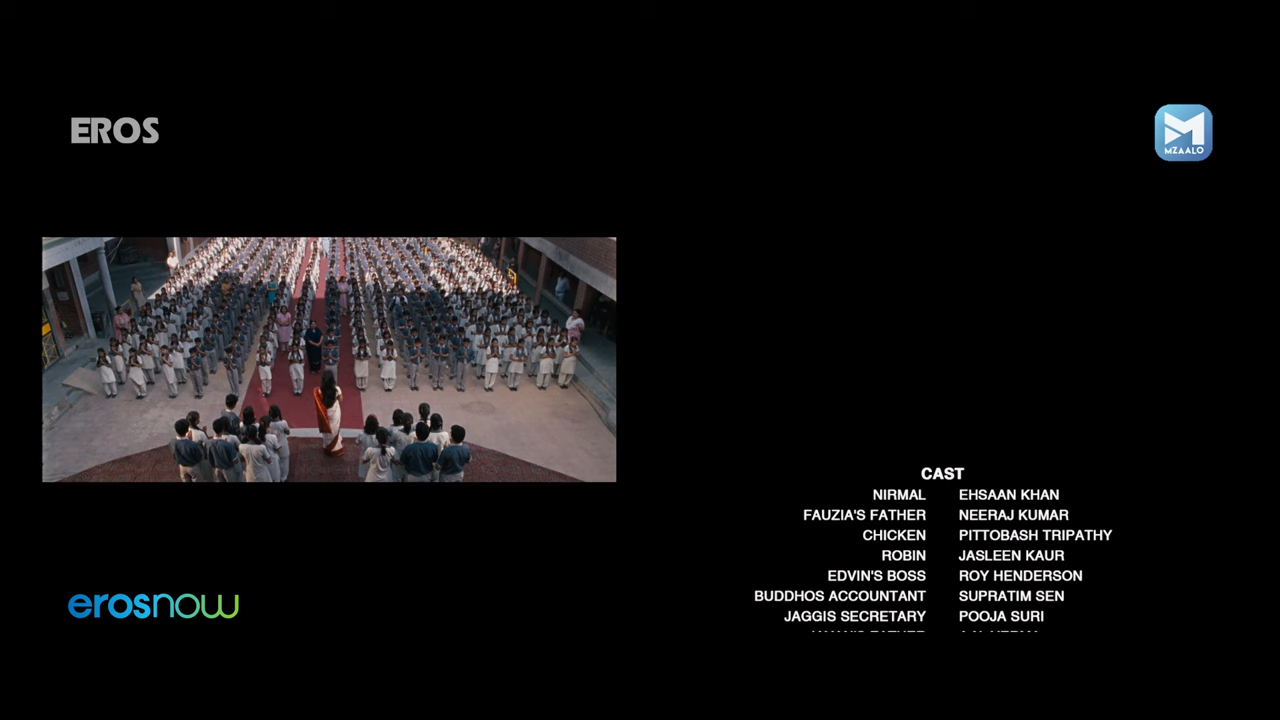 EROS
MZAALO
CAST
NIRMAL EHSAAN KHAN
FAUZIA'S FATHER NEERAJ KUMAR
CHICKEN PITTOBASH TRIPATHY
ROBIN JASLEEN KAUR
EDVIN'S BOSS ROY HENDERSON
BUDDHOS ACCOUNTANT SUPRATIM SEN
JAGGIS SECRETARY POOJA SURI
erosnow